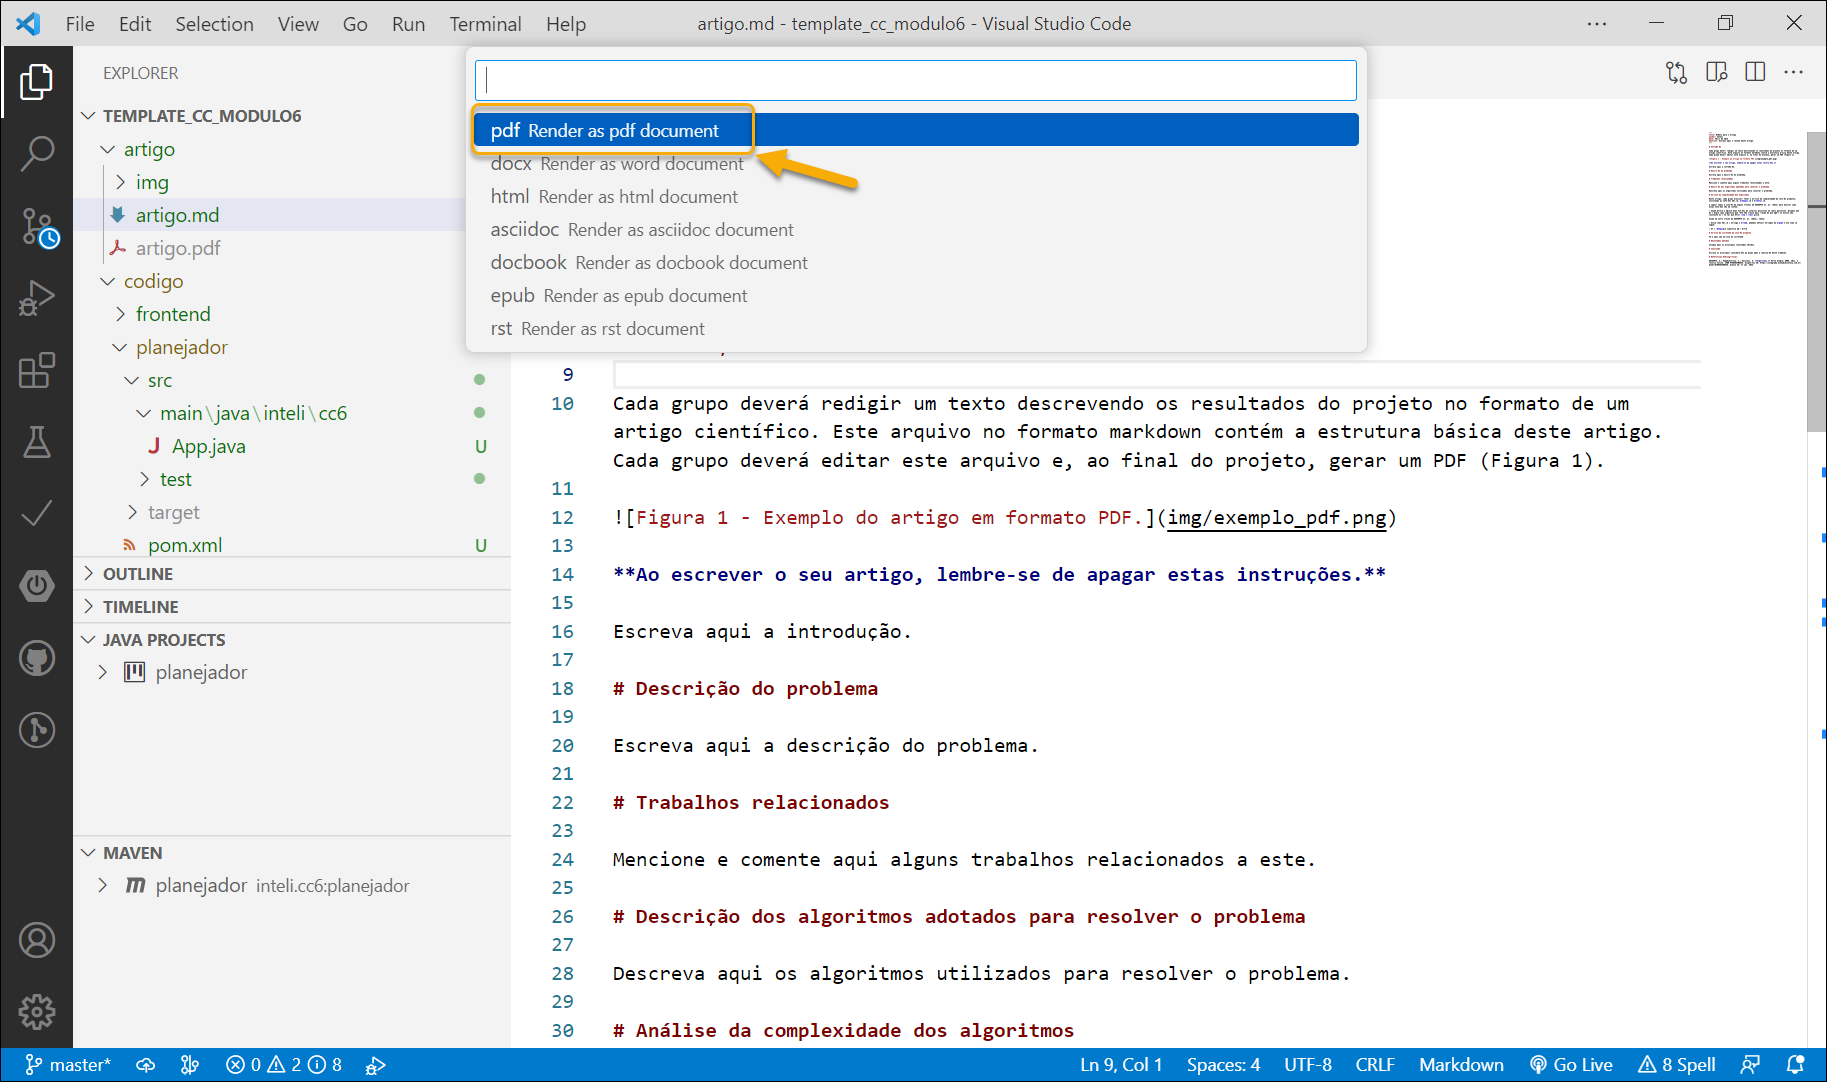 File Edit Selection View Go Run Terminal Help
artigo.md - template_cc_modulo6 - Visual Studio Code
EXPLORER
TEMPLATE_CC_MODULO6
artigo
img
artigo.md
artigo.pdf
codigo
frontend
planejador
src
main\java\inteli\cc6
App.java U
test
target
pom.xml U
OUTLINE
TIMELINE
JAVA PROJECTS
planejador
MAVEN
planejador inteli.cc6:planejador
pdf Render as pdf document
docx Render as word document
html Render as html document
asciidoc Render as asciidoc document
docbook Render as docbook document
epub Render as epub document
rst Render as rst document
9
10 Cada grupo deverá redigir um texto descrevendo os resultados do projeto no formato de um
artigo científico. Este arquivo no formato markdown contém a estrutura básica deste artigo.
Cada grupo deverá editar este arquivo e, ao final do projeto, gerar um PDF (Figura 1).
11
12 ![Figura 1 - Exemplo do artigo em formato PDF.](img/exemplo_pdf.png)
13
14 **Ao escrever o seu artigo, lembre-se de apagar estas instruções.**
15
16 Escreva aqui a introdução.
17
18 # Descrição do problema
19
20 Escreva aqui a descrição do problema.
21
22 # Trabalhos relacionados
23
24 Mencione e comente aqui alguns trabalhos relacionados a este.
25
26 # Descrição dos algoritmos adotados para resolver o problema
27
28 Descreva aqui os algoritmos utilizados para resolver o problema.
29
30 # Análise da complexidade dos algoritmos
master* 0 2 8 Ln 9, Col 1 Spaces: 4 UTF-8 CRLF Markdown Go Live 8 Spell